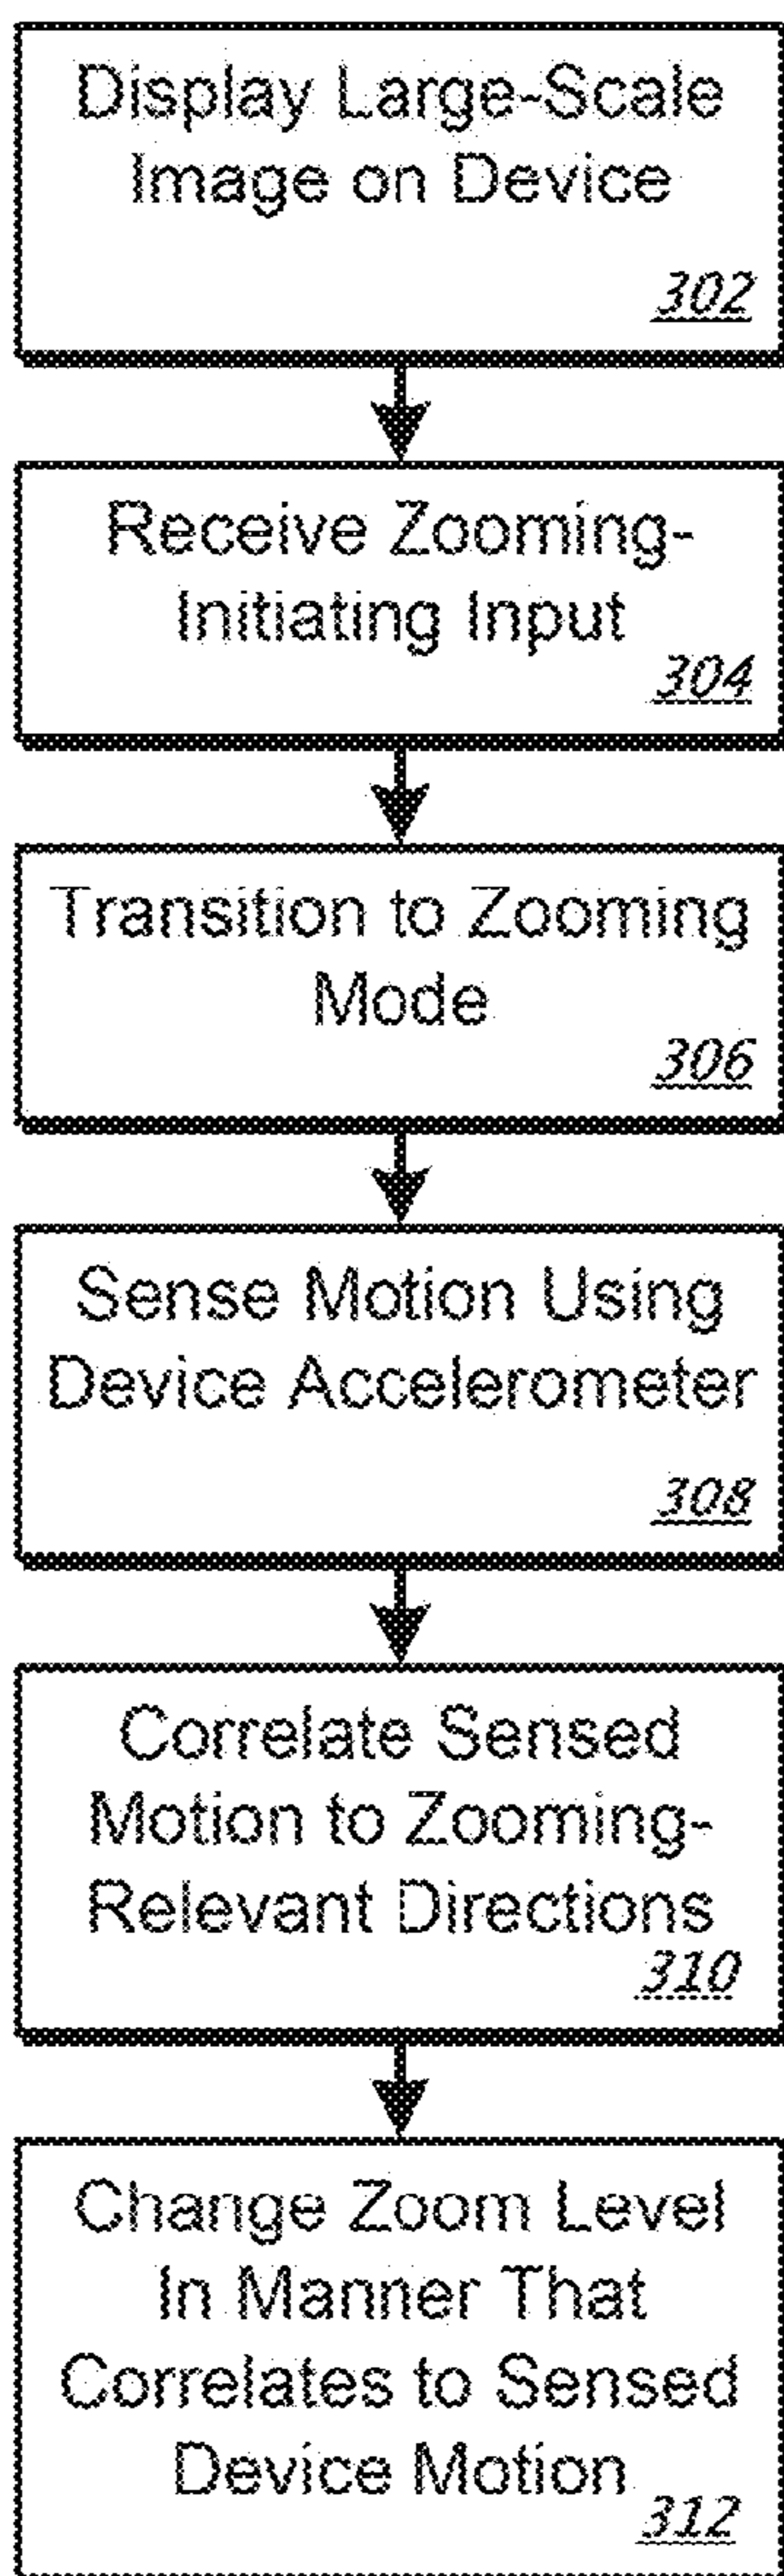 Display Large-Scale
Image on Device
302
Receive Zooming-
Initiating Input
304
Transition to Zooming
Mode
306
Sense Motion Using
Device Accelerometer
308
Correlate Sensed
Motion to Zooming-
Relevant Directions
310
Change Zoom Level
In Manner That
Correlates to Sensed
Device Motion
312